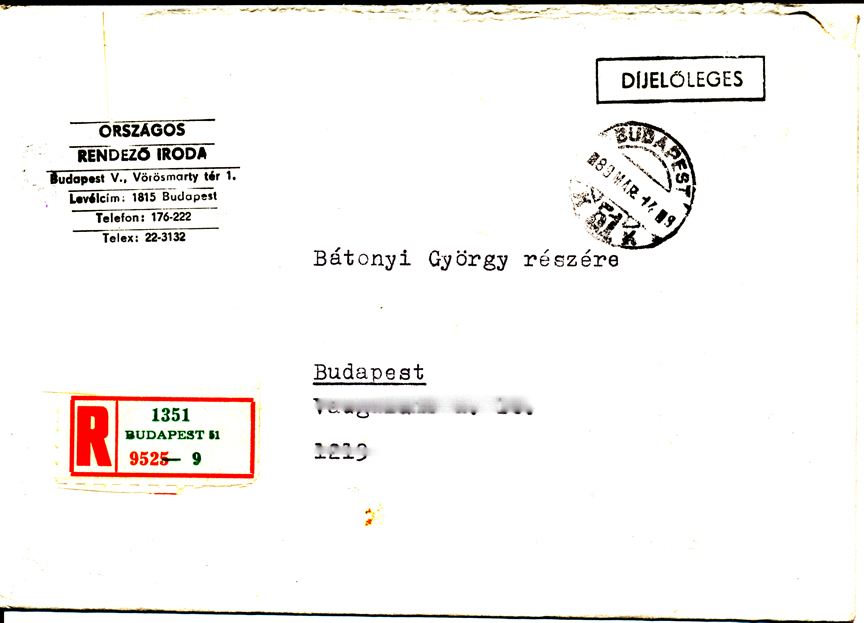 DÍJELŐLEGES
ORSZÁGOS
RENDEZŐ IRODA
Budapest V., Vörösmarty tér 1.
Levélcím: 1815 Budapest
Telefon: 176-222
Telex: 22-3132
BUDAPEST
Bátonyi György részére
Budapest
R
1351
BUDAPEST 51
9525 9